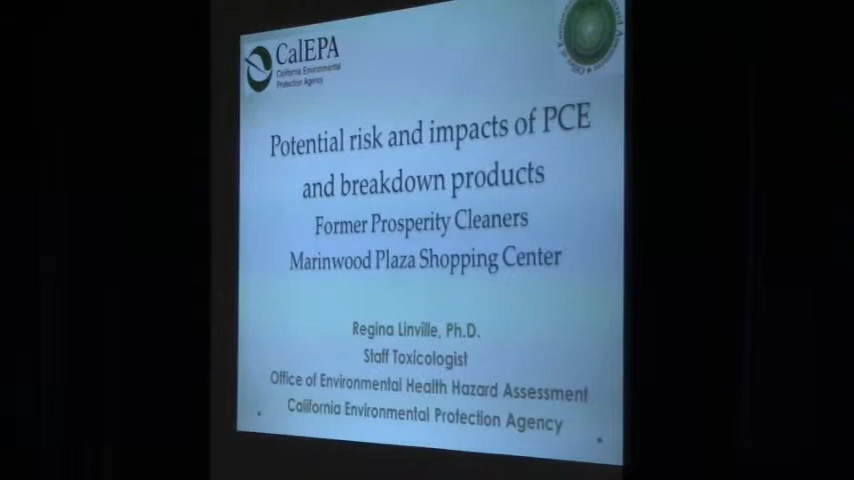 CalEPA
California Environmental
Protection Agency
Potential risk and impacts of PCE
and breakdown products
Former Prosperity Cleaners
Marinwood Plaza Shopping Center
Regina Linville, Ph.D.
Staff Toxicologist
Office of Environmental Health Hazard Assessment
California Environmental Protection Agency